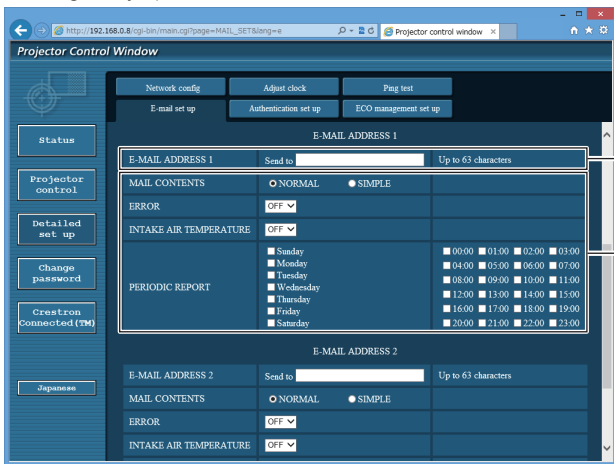 http://192.168.0.8/cgi-bin/main.cgi?page=MAIL_SET&lang=e
Projector control window
Projector Control Window
Network config Adjust clock Ping test
E-mail set up Authentication set up ECO management set up
Status
Projector control
Detailed set up
Change password
Crestron Connected(TM)
Japanese
E-MAIL ADDRESS 1
E-MAIL ADDRESS 1 Send to Up to 63 characters
MAIL CONTENTS NORMAL SIMPLE
ERROR OFF
INTAKE AIR TEMPERATURE OFF
PERIODIC REPORT
Sunday
Monday
Tuesday
Wednesday
Thursday
Friday
Saturday
00:00 01:00 02:00 03:00
04:00 05:00 06:00 07:00
08:00 09:00 10:00 11:00
12:00 13:00 14:00 15:00
16:00 17:00 18:00 19:00
20:00 21:00 22:00 23:00
E-MAIL ADDRESS 2
E-MAIL ADDRESS 2 Send to Up to 63 characters
MAIL CONTENTS NORMAL SIMPLE
ERROR OFF
INTAKE AIR TEMPERATURE OFF